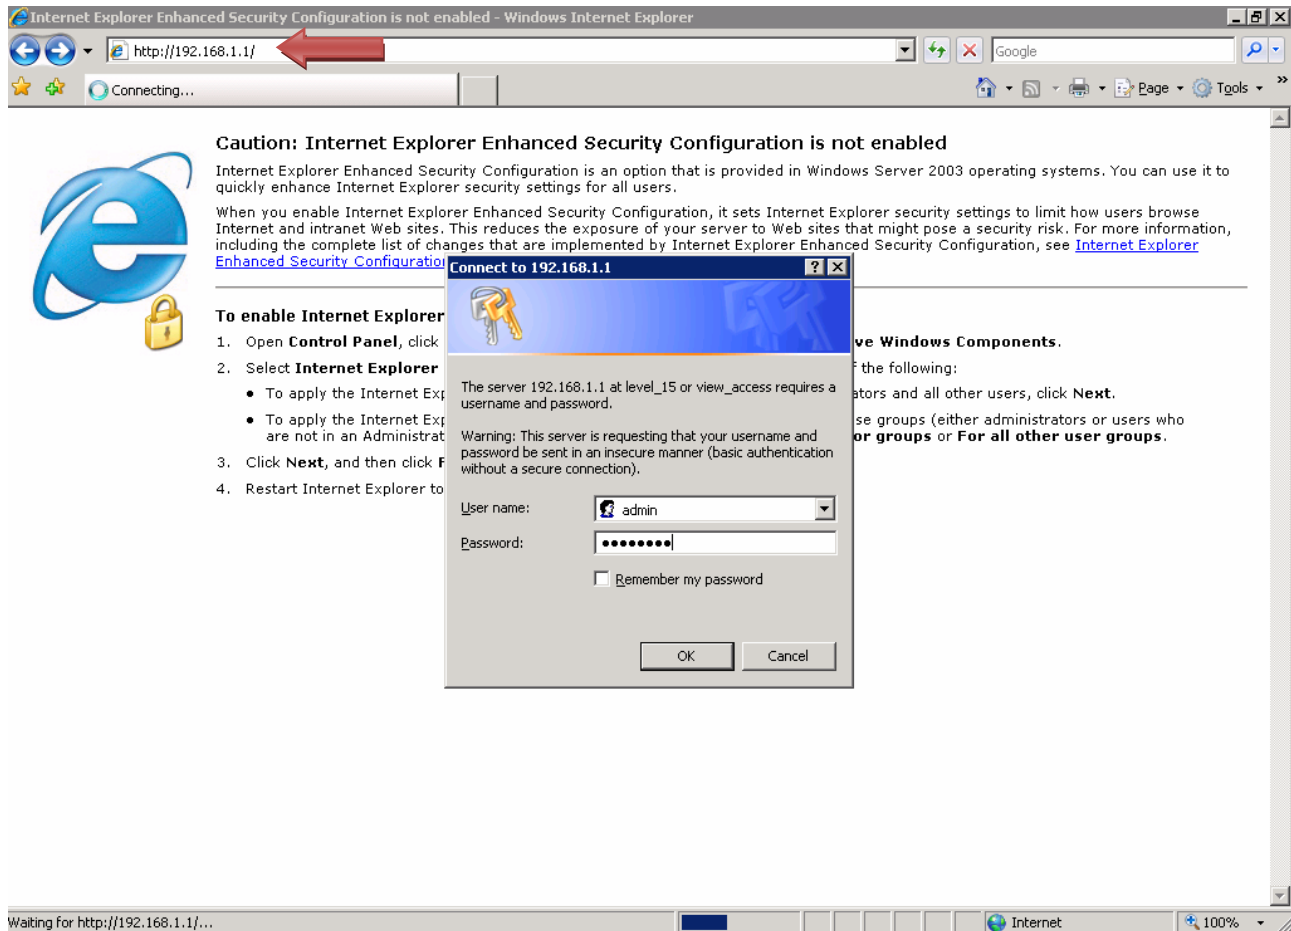 Internet Explorer Enhanced Security Configuration is not enabled - Windows Internet Explorer
http://192.168.1.1/
Google
Connecting...
Page
Tools
»
Caution: Internet Explorer Enhanced Security Configuration is not enabled
Internet Explorer Enhanced Security Configuration is an option that is provided in Windows Server 2003 operating systems. You can use it to
quickly enhance Internet Explorer security settings for all users.
When you enable Internet Explorer Enhanced Security Configuration, it sets Internet Explorer security settings to limit how users browse
Internet and intranet Web sites. This reduces the exposure of your server to Web sites that might pose a security risk. For more information,
including the complete list of changes that are implemented by Internet Explorer Enhanced Security Configuration, see Internet Explorer
Enhanced Security Configuratio
To enable Internet Explorer
1. Open Control Panel, click ve Windows Components.
2. Select Internet Explorer f the following:
• To apply the Internet Exp ators and all other users, click Next.
• To apply the Internet Exp se groups (either administrators or users who
are not in an Administrat or groups or For all other user groups.
3. Click Next, and then click F
4. Restart Internet Explorer to
Connect to 192.168.1.1
The server 192.168.1.1 at level_15 or view_access requires a
username and password.
Warning: This server is requesting that your username and
password be sent in an insecure manner (basic authentication
without a secure connection).
User name:
admin
Password:
●●●●●●●●
Remember my password
OK
Cancel
Waiting for http://192.168.1.1/...
Internet
100%